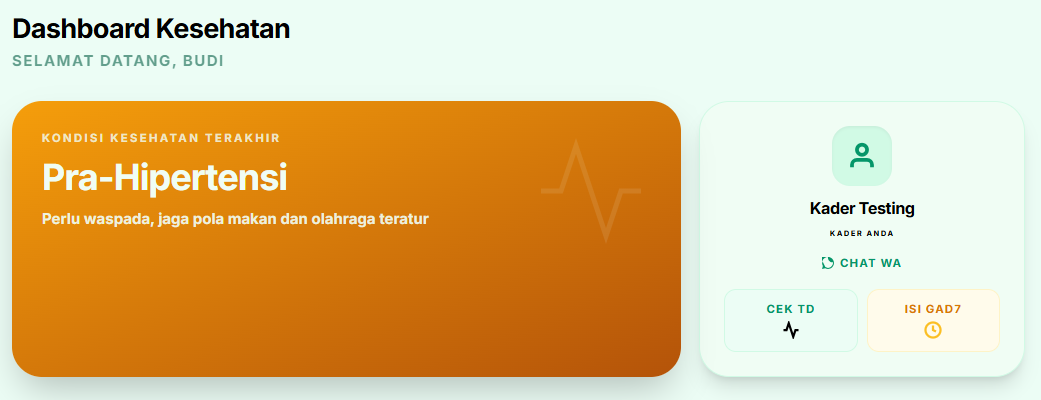 Dashboard Kesehatan
SELAMAT DATANG, BUDI
KONDISI KESEHATAN TERAKHIR
Pra-Hipertensi
Perlu waspada, jaga pola makan dan olahraga teratur
Kader Testing
KADER ANDA
CHAT WA
CEK TD
ISI GAD7